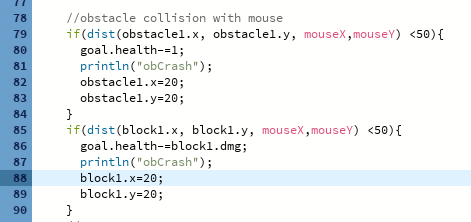 77
78 //obstacle collision with mouse
79 if(dist(obstacle1.x, obstacle1.y, mouseX,mouseY) <50){
80 goal.health-=1;
81 println("obCrash");
82 obstacle1.x=20;
83 obstacle1.y=20;
84 }
85 if(dist(block1.x, block1.y, mouseX,mouseY) <50){
86 goal.health-=block1.dmg;
87 println("obCrash");
88 block1.x=20;
89 block1.y=20;
90 }